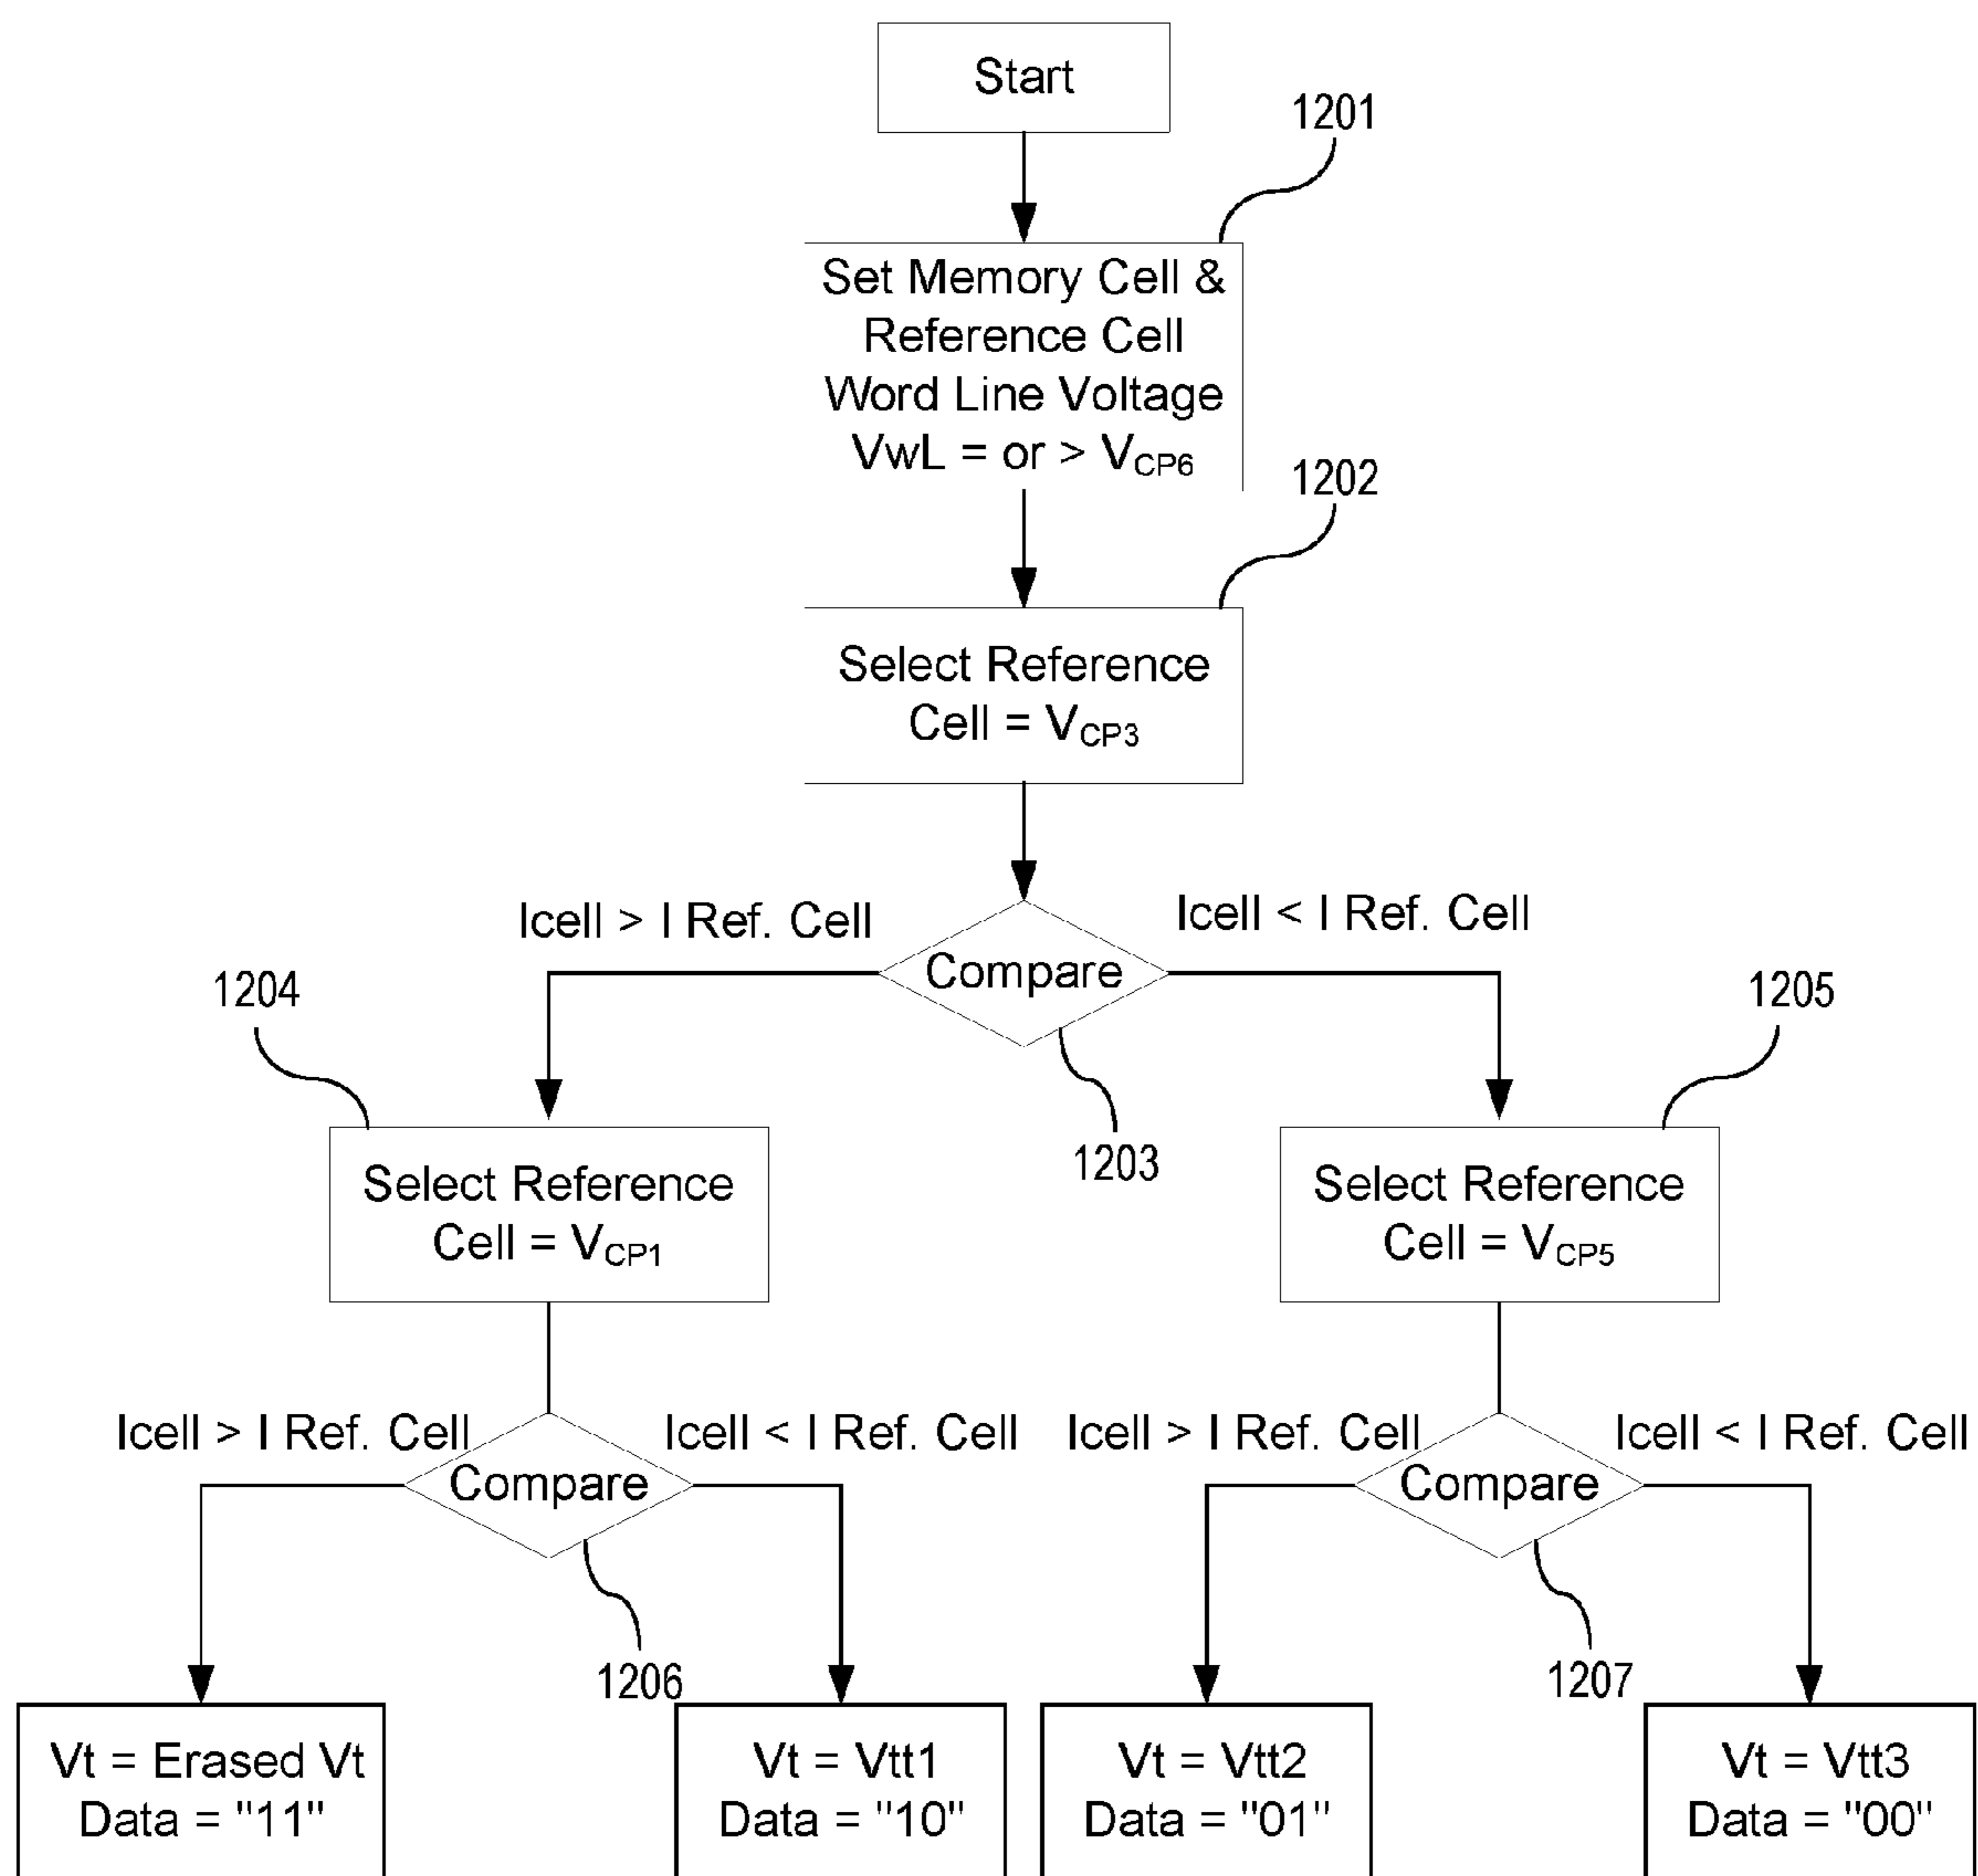 Start
1201
Set Memory Cell &
Reference Cell
Word Line Voltage
VwL = or > VCP6
1202
Select Reference
Cell = VCP3
Icell > I Ref. Cell
Icell < I Ref. Cell
Compare
1203
1204
1205
Select Reference
Cell = VCP1
Select Reference
Cell = VCP5
Icell > I Ref. Cell
Icell < I Ref. Cell
Icell > I Ref. Cell
Icell < I Ref. Cell
Compare
Compare
1206
1207
Vt = Erased Vt
Data = "11"
Vt = Vtt1
Data = "10"
Vt = Vtt2
Data = "01"
Vt = Vtt3
Data = "00"